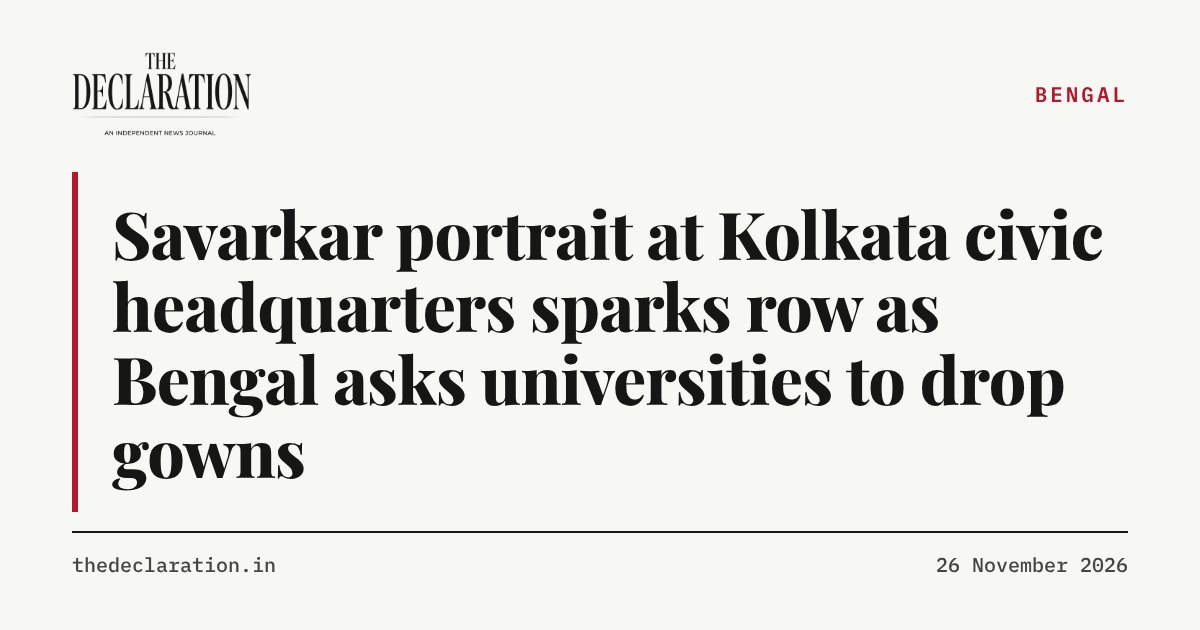 THE
DECLARATION
AN INDEPENDENT NEWS JOURNAL
BENGAL
Savarkar portrait at Kolkata civic
headquarters sparks row as
Bengal asks universities to drop
gowns
thedeclaration.in
26 November 2026